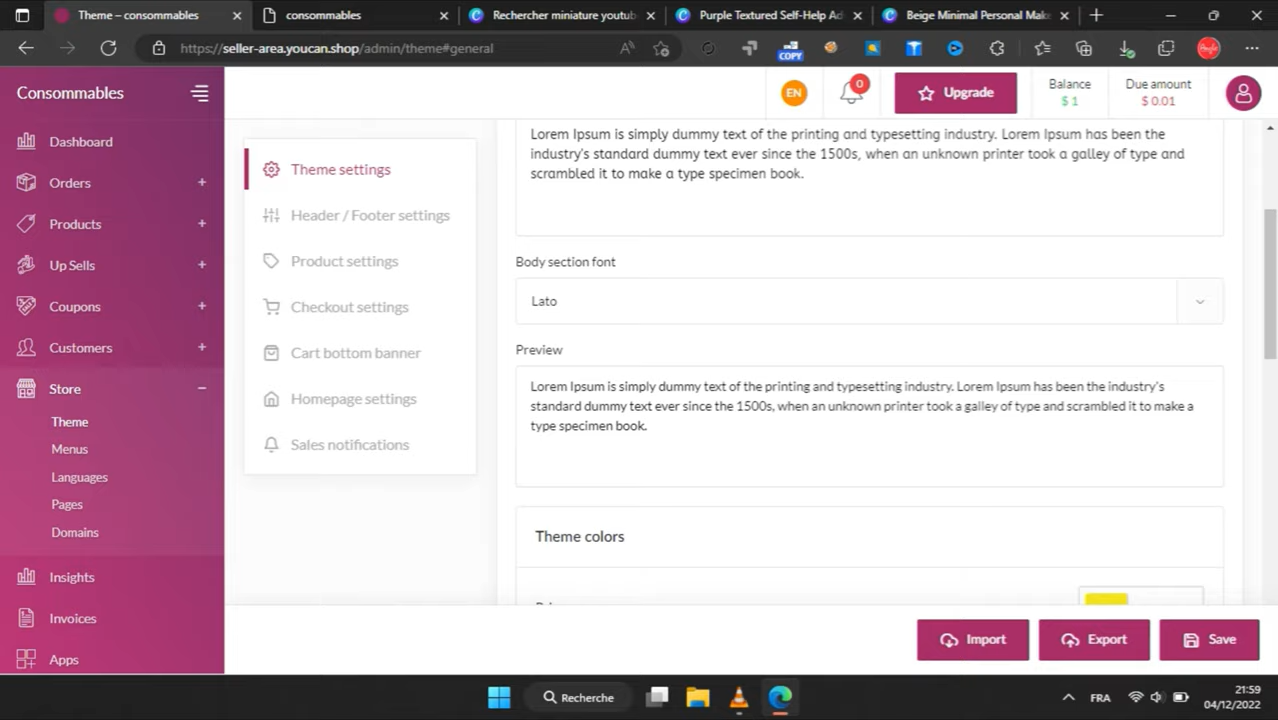 Theme – consommables
consommables
Rechercher miniature youtub
Purple Textured Self-Help Ad
Beige Minimal Personal Mak
https://seller-area.youcan.shop/admin/theme#general
COPY
Consommables
EN
0
Upgrade
Balance
$ 1
Due amount
$ 0.01
Dashboard
Orders
Products
Up Sells
Coupons
Customers
Store
Theme
Menus
Languages
Pages
Domains
Insights
Invoices
Apps
Theme settings
Header / Footer settings
Product settings
Checkout settings
Cart bottom banner
Homepage settings
Sales notifications
Lorem Ipsum is simply dummy text of the printing and typesetting industry. Lorem Ipsum has been the
industry's standard dummy text ever since the 1500s, when an unknown printer took a galley of type and
scrambled it to make a type specimen book.
Body section font
Lato
Preview
Lorem Ipsum is simply dummy text of the printing and typesetting industry. Lorem Ipsum has been the industry's
standard dummy text ever since the 1500s, when an unknown printer took a galley of type and scrambled it to make a
type specimen book.
Theme colors
Import
Export
Save
Recherche
FRA
21:59
04/12/2022